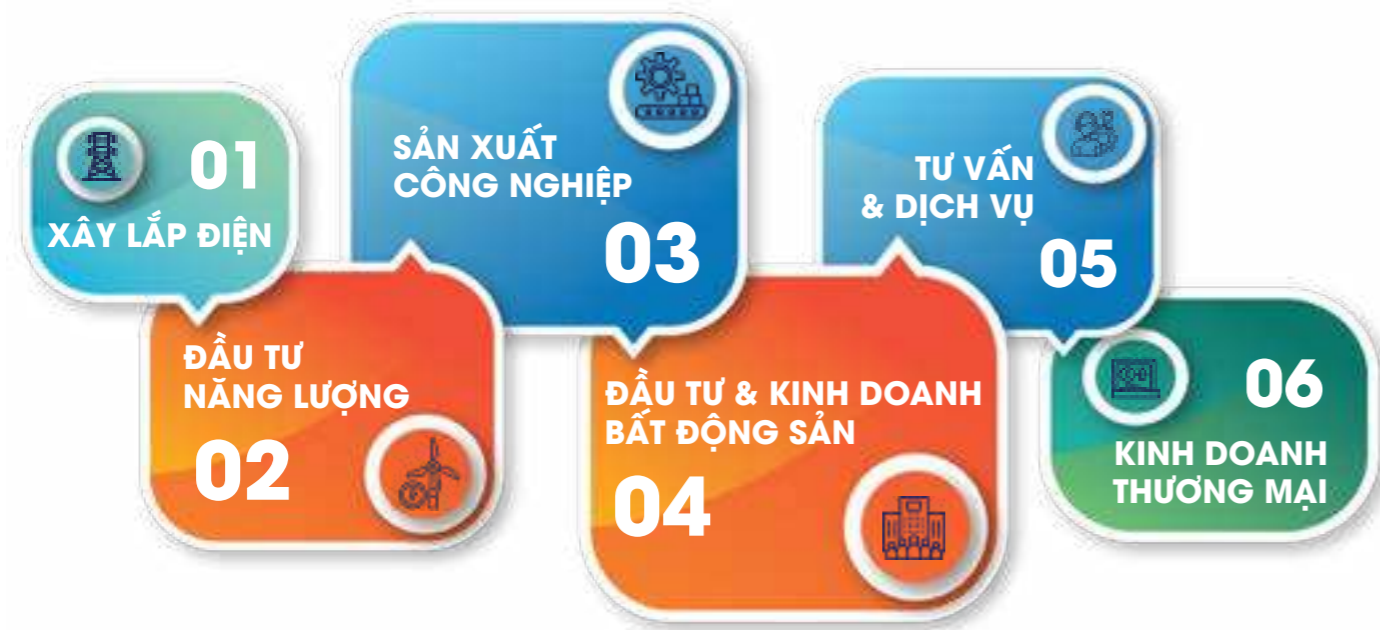 01
XÂY LẮP ĐIỆN
ĐẦU TƯ
NĂNG LƯỢNG
02
SẢN XUẤT
CÔNG NGHIỆP
03
ĐẦU TƯ & KINH DOANH
BẤT ĐỘNG SẢN
04
TƯ VẤN
& DỊCH VỤ
05
06
KINH DOANH
THƯƠNG MẠI